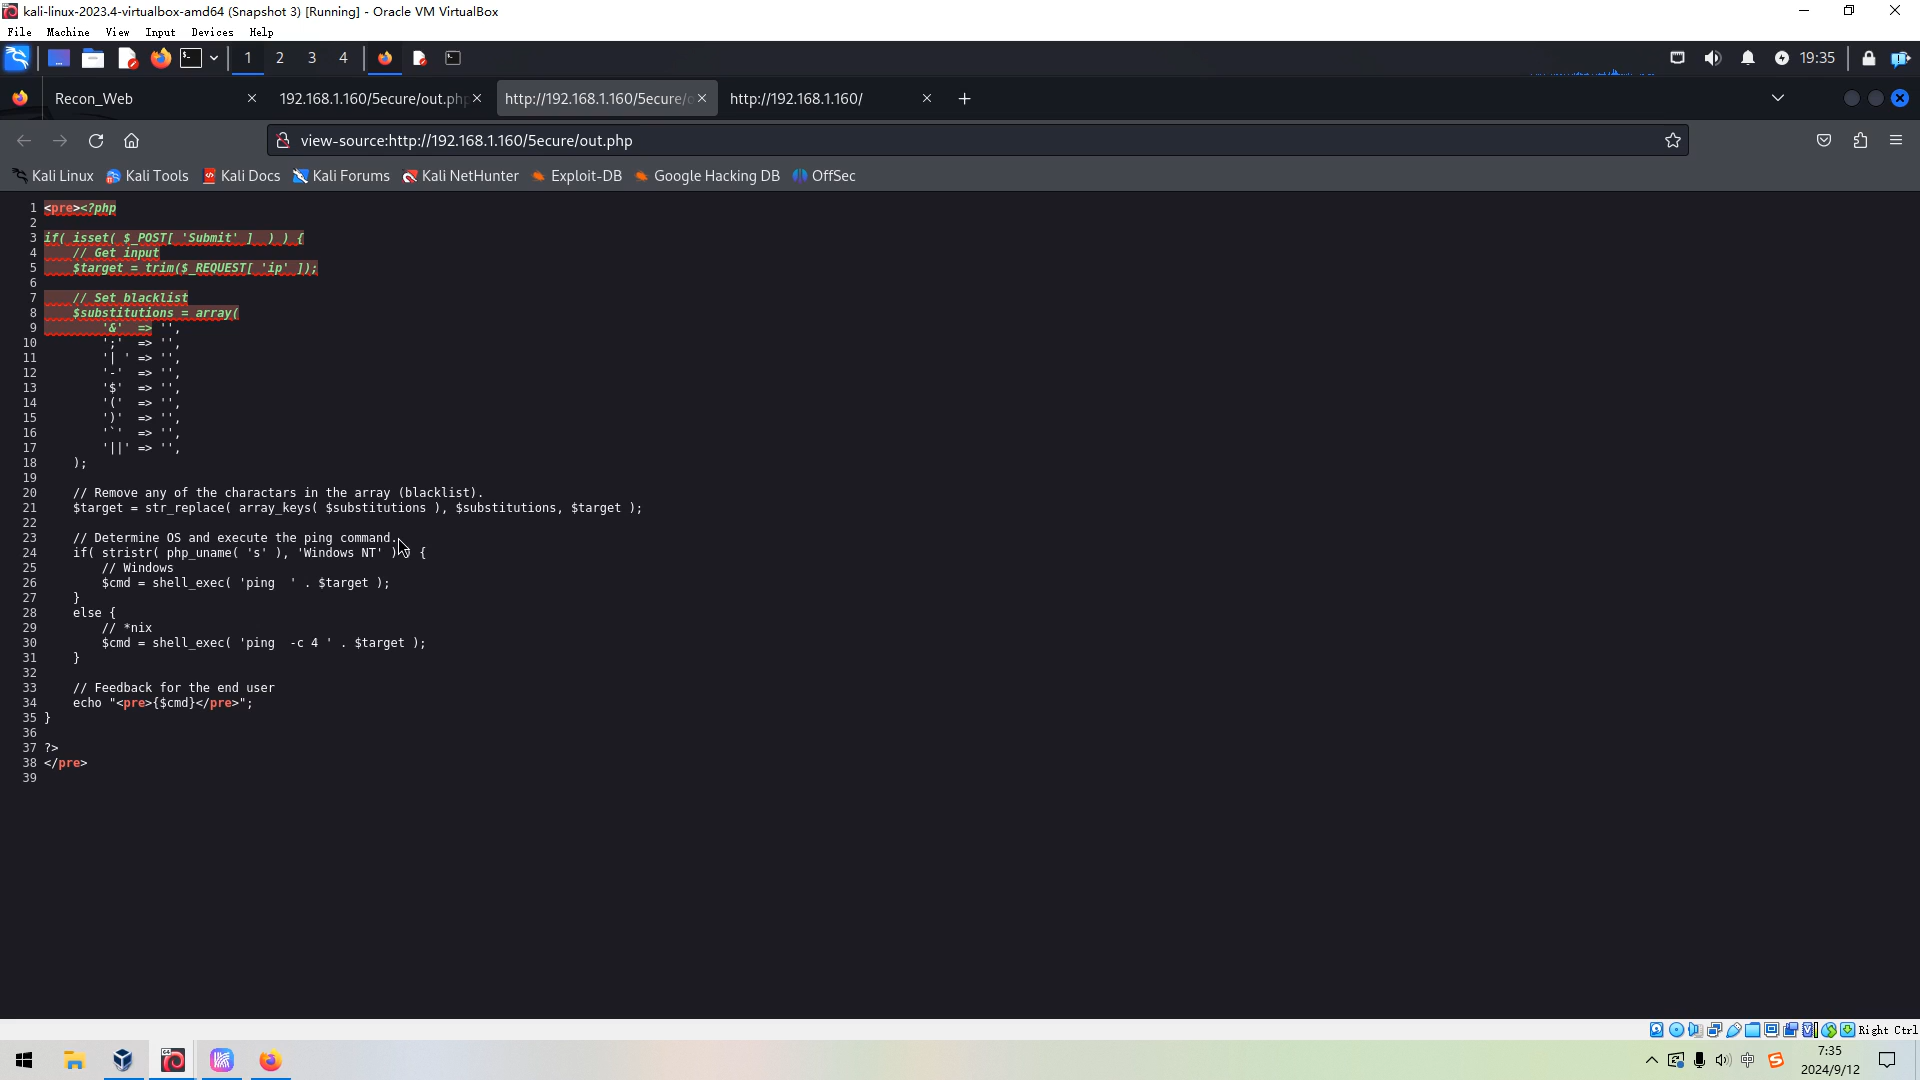 kali-linux-2023.4-virtualbox-amd64 (Snapshot 3) [Running] - Oracle VM VirtualBox
File Machine View Input Devices Help
1 2 3 4
19:35
Recon_Web
192.168.1.160/5ecure/out.php
http://192.168.1.160/5ecure/o
http://192.168.1.160/
view-source:http://192.168.1.160/5ecure/out.php
Kali Linux Kali Tools Kali Docs Kali Forums Kali NetHunter Exploit-DB Google Hacking DB OffSec
1 <pre><?php
2
3 if( isset( $_POST[ 'Submit' ]  ) ) {
4     // Get input
5     $target = trim($_REQUEST[ 'ip' ]);
6
7     // Set blacklist
8     $substitutions = array(
9         '&'  => '',
10         ';'  => '',
11         '| ' => '',
12         '-'  => '',
13         '$'  => '',
14         '('  => '',
15         ')'  => '',
16         '`'  => '',
17         '||' => '',
18     );
19
20     // Remove any of the charactars in the array (blacklist).
21     $target = str_replace( array_keys( $substitutions ), $substitutions, $target );
22
23     // Determine OS and execute the ping command.
24     if( stristr( php_uname( 's' ), 'Windows NT' ) ) {
25         // Windows
26         $cmd = shell_exec( 'ping  ' . $target );
27     }
28     else {
29         // *nix
30         $cmd = shell_exec( 'ping  -c 4 ' . $target );
31     }
32
33     // Feedback for the end user
34     echo "<pre>{$cmd}</pre>";
35 }
36
37 ?>
38 </pre>
39
Right Ctrl
中
7:35
2024/9/12